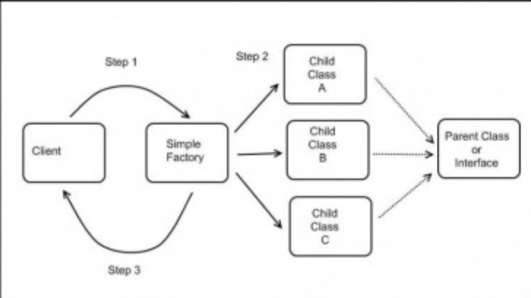 Step 1
Step 2
Client
Simple
Factory
Child
Class
A
Child
Class
B
Child
Class
C
Parent Class
or
Interface
Step 3